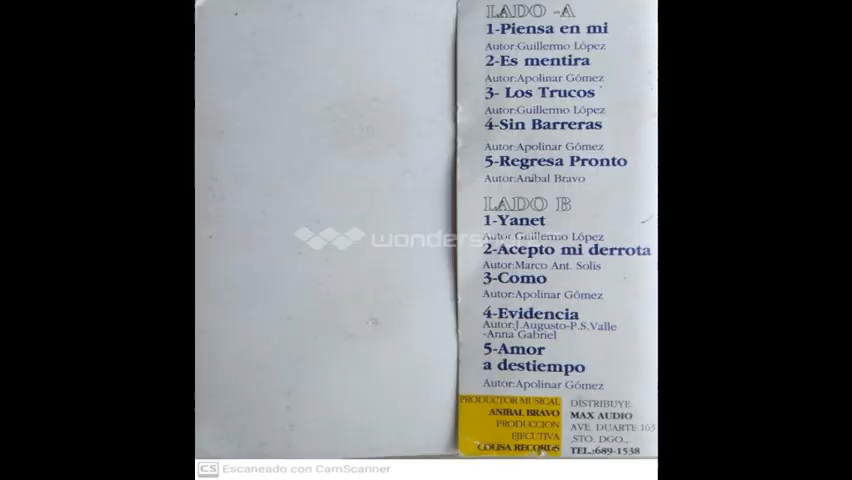 LADO -A
1-Piensa en mi
Autor:Guillermo López
2-Es mentira
Autor:Apolinar Gómez
3- Los Trucos
Autor:Guillermo López
4-Sin Barreras
Autor:Apolinar Gómez
5-Regresa Pronto
Autor:Anibal Bravo
LADO B
1-Yanet
Autor Guillermo López
2-Acepto mi derrota
Autor:Marco Ant. Solis
3-Como
Autor:Apolinar Gómez
4-Evidencia
Autor:J.Augusto-P.S.Valle
-Anna Gabriel
5-Amor
a destiempo
Autor:Apolinar Gómez
PRODUCTOR MUSICAL
ANIBAL BRAVO
PRODUCCION
EJECUTIVA
COUSA RECORDS
DISTRIBUYE
MAX AUDIO
AVE. DUARTE 163
STO. DGO.,
TEL.:689-1538
CS Escaneado con CamScanner